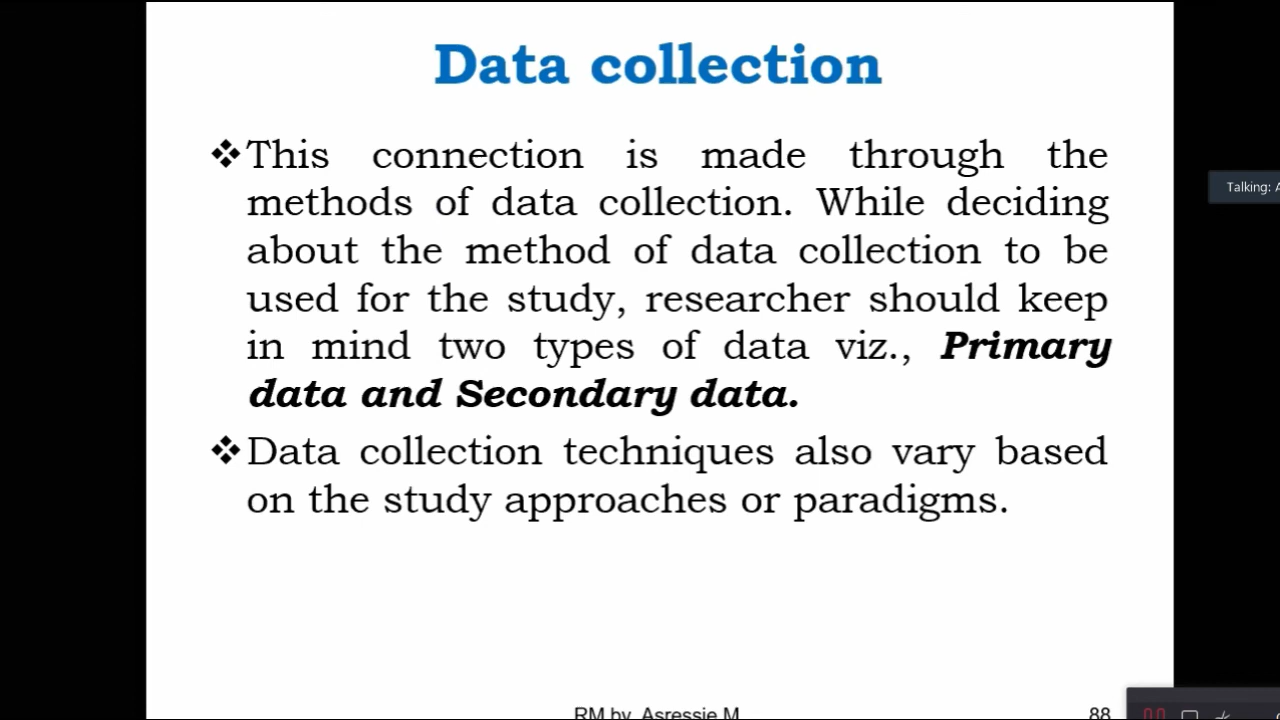 Data collection
❖This connection is made through the
methods of data collection. While deciding
about the method of data collection to be
used for the study, researcher should keep
in mind two types of data viz., Primary
data and Secondary data.
❖Data collection techniques also vary based
on the study approaches or paradigms.
Talking:
RM by Asressie M
88